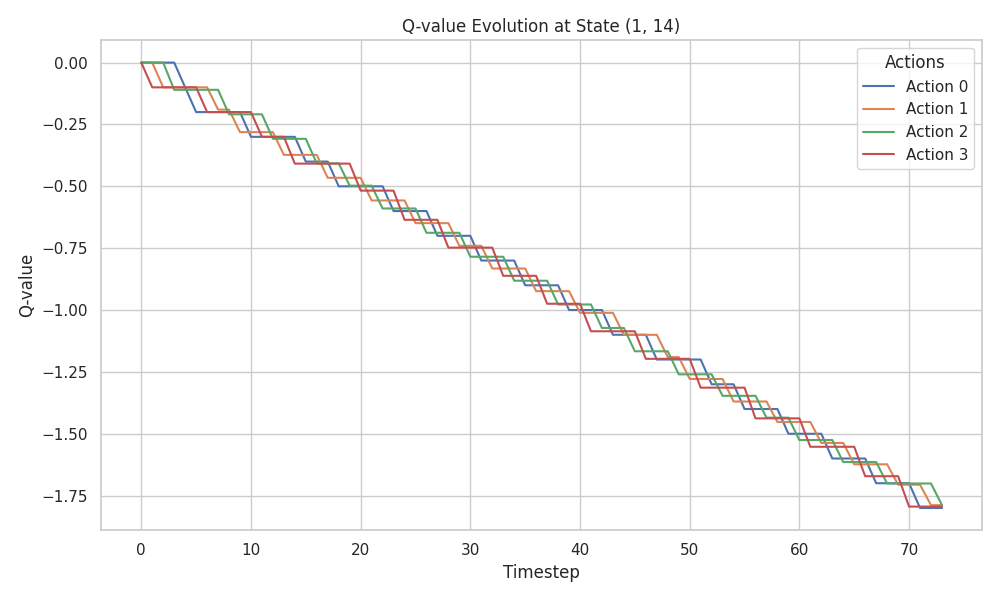 Q-value Evolution at State (1, 14)
Actions
Action 0
Action 1
Action 2
Action 3
Q-value
0.00
−0.25
−0.50
−0.75
−1.00
−1.25
−1.50
−1.75
0 10 20 30 40 50 60 70
Timestep